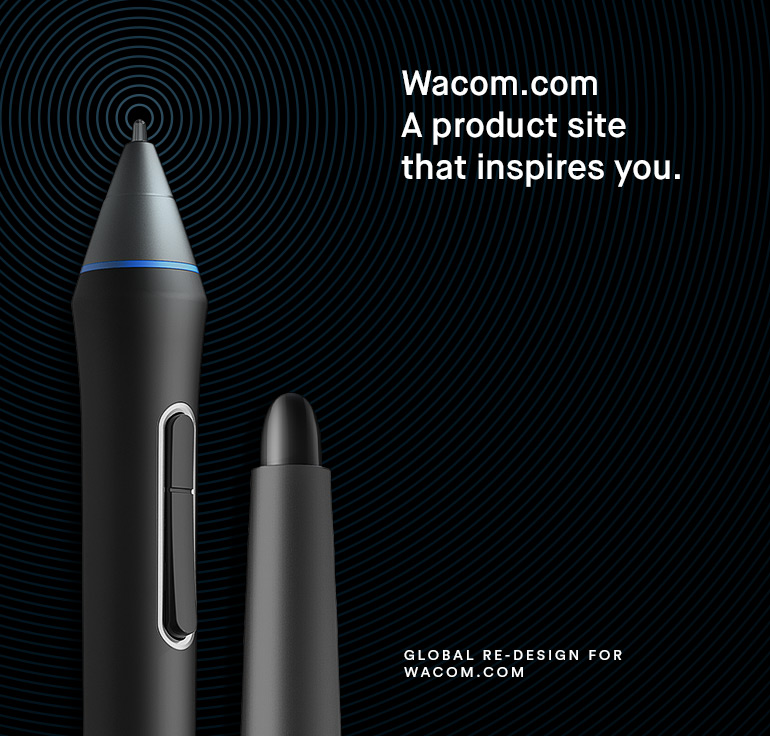 Wacom.com
A product site
that inspires you.
GLOBAL RE-DESIGN FOR
WACOM.COM